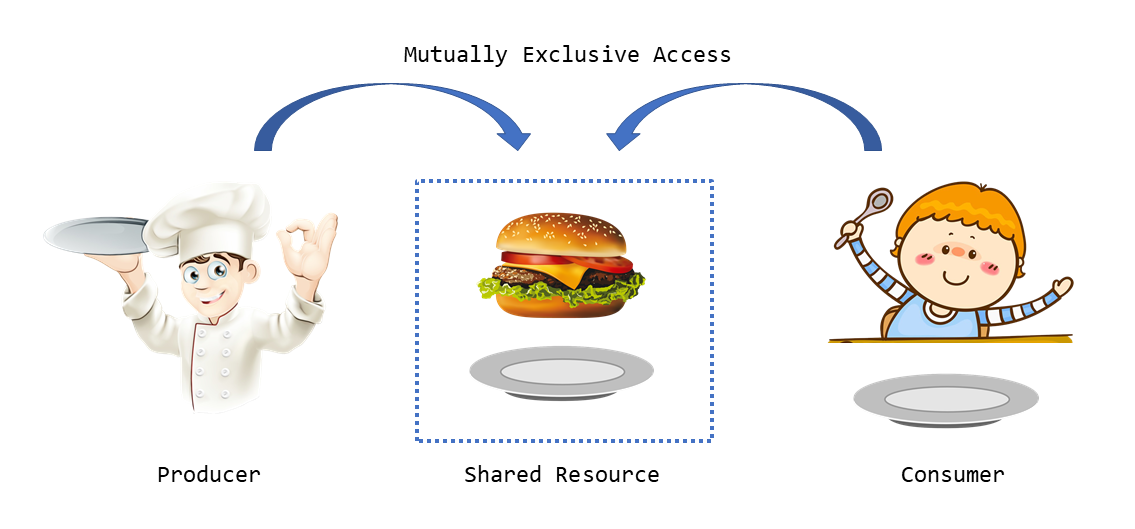 Mutually Exclusive Access
Producer
Shared Resource
Consumer